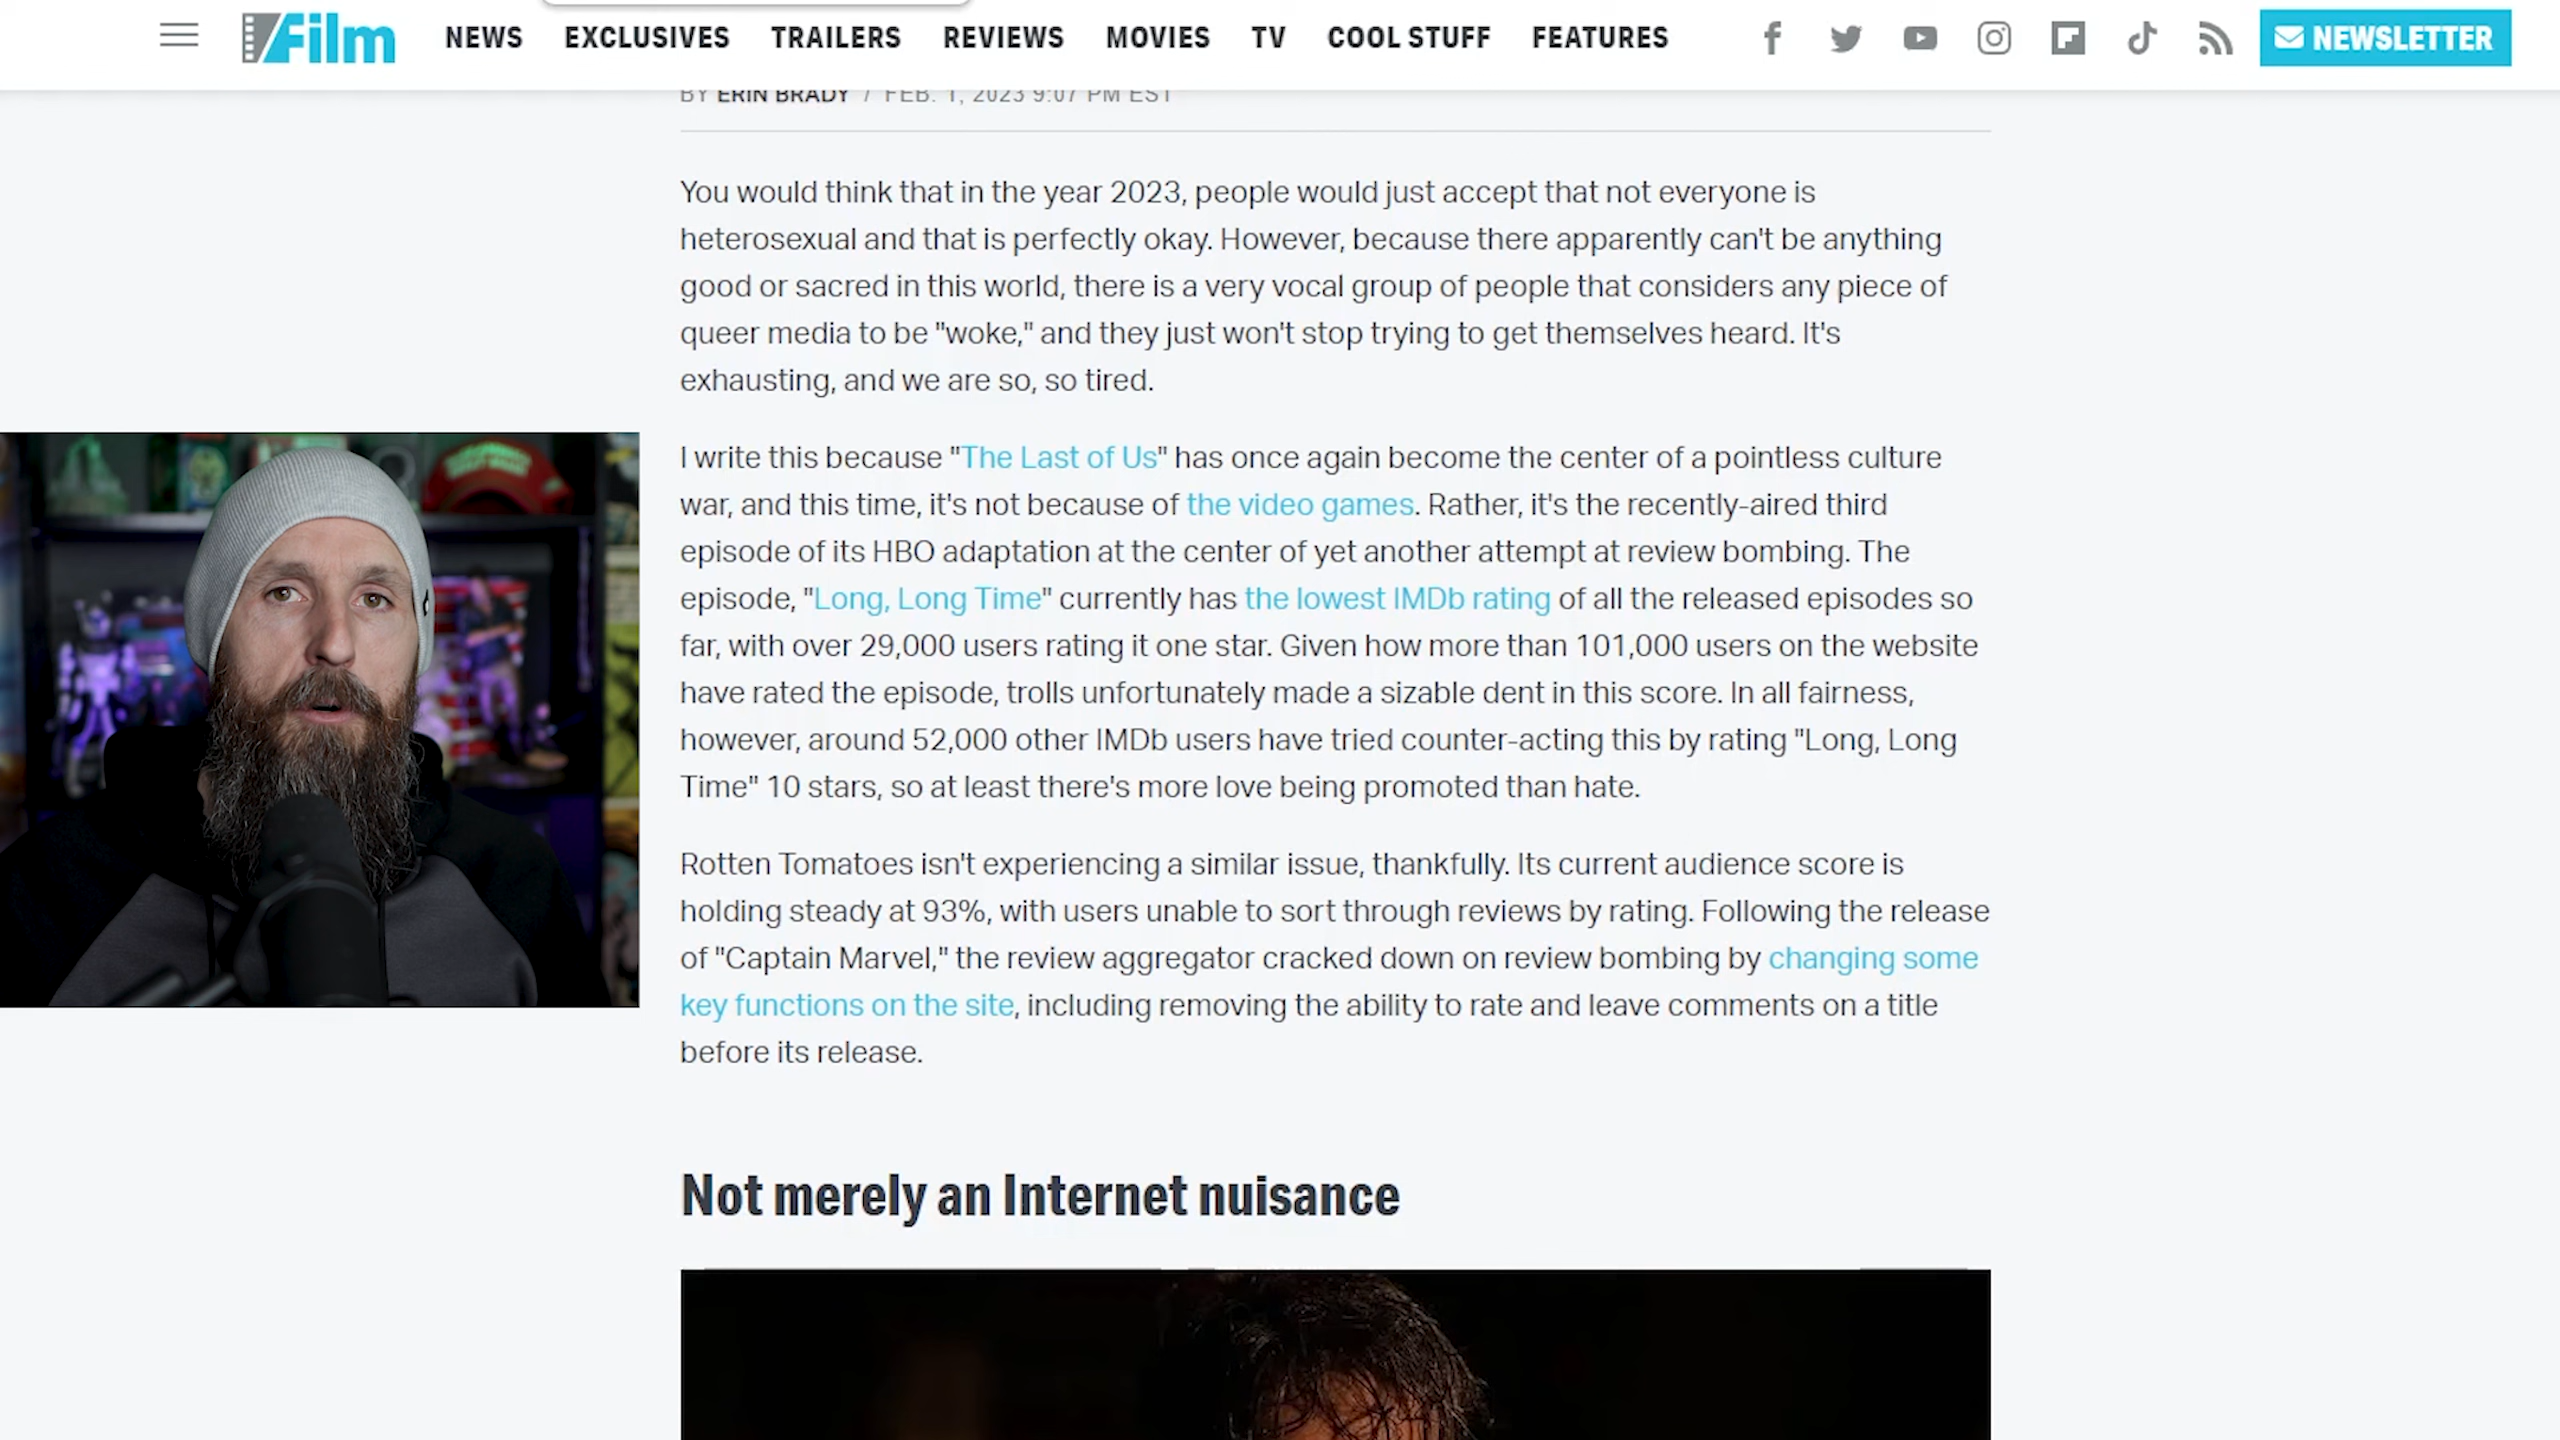 /Film
NEWS EXCLUSIVES TRAILERS REVIEWS MOVIES TV COOL STUFF FEATURES
NEWSLETTER
BY ERIN BRADY / FEB. 1, 2023 9:07 PM EST
You would think that in the year 2023, people would just accept that not everyone is
heterosexual and that is perfectly okay. However, because there apparently can't be anything
good or sacred in this world, there is a very vocal group of people that considers any piece of
queer media to be "woke," and they just won't stop trying to get themselves heard. It's
exhausting, and we are so, so tired.
I write this because "The Last of Us" has once again become the center of a pointless culture
war, and this time, it's not because of the video games. Rather, it's the recently-aired third
episode of its HBO adaptation at the center of yet another attempt at review bombing. The
episode, "Long, Long Time" currently has the lowest IMDb rating of all the released episodes so
far, with over 29,000 users rating it one star. Given how more than 101,000 users on the website
have rated the episode, trolls unfortunately made a sizable dent in this score. In all fairness,
however, around 52,000 other IMDb users have tried counter-acting this by rating "Long, Long
Time" 10 stars, so at least there's more love being promoted than hate.
Rotten Tomatoes isn't experiencing a similar issue, thankfully. Its current audience score is
holding steady at 93%, with users unable to sort through reviews by rating. Following the release
of "Captain Marvel," the review aggregator cracked down on review bombing by changing some
key functions on the site, including removing the ability to rate and leave comments on a title
before its release.
Not merely an Internet nuisance